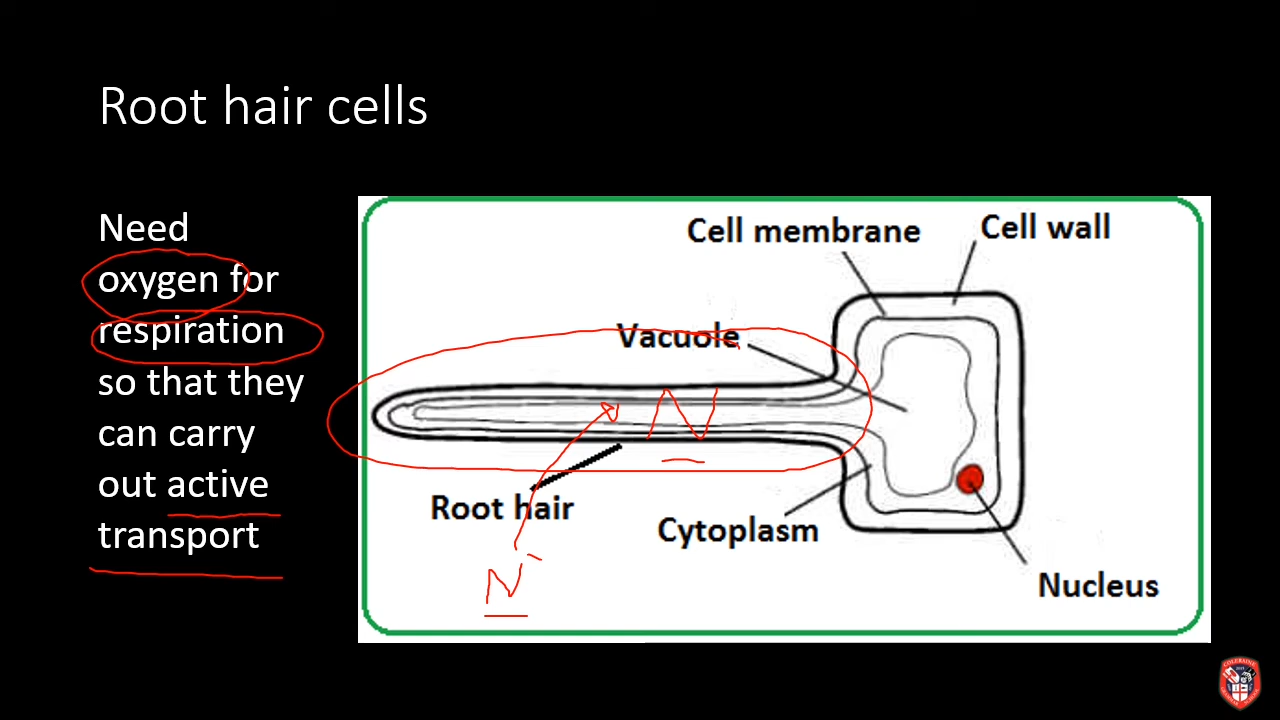 Root hair cells
Need
oxygen for
respiration
so that they
can carry
out active
transport
Cell membrane
Cell wall
Vacuole
N
Root hair
Cytoplasm
N
Nucleus
COLERAINE